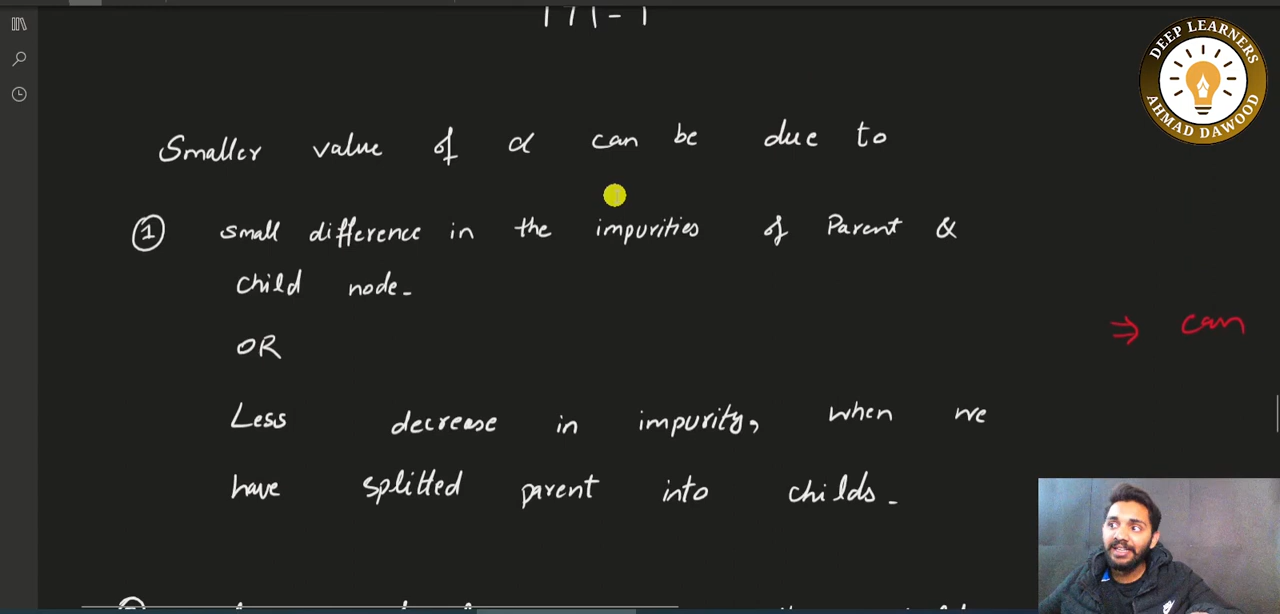 DEEP LEARNERS
AHMAD DAWOOD
Smaller value of α can be due to
① small difference in the impurities of Parent &
child node.
OR
⇒ can
Less decrease in impurity, when we
have splitted parent into childs.